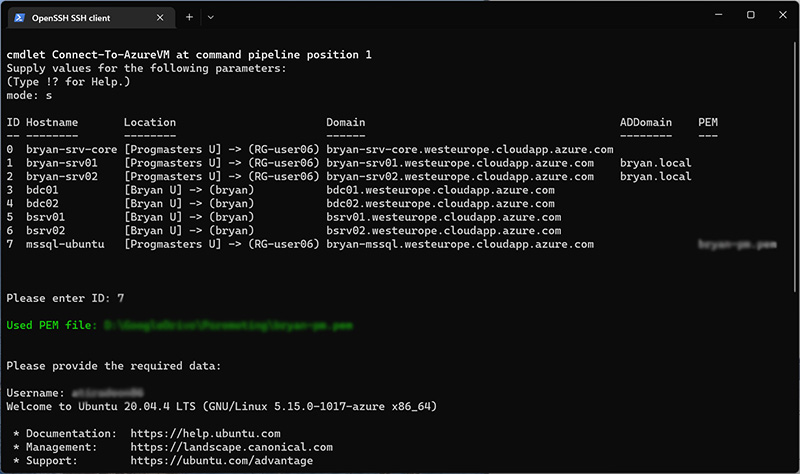 OpenSSH SSH client
cmdlet Connect-To-AzureVM at command pipeline position 1
Supply values for the following parameters:
(Type !? for Help.)
mode: s
ID Hostname Location Domain ADDomain PEM
-- -------- -------- ------ -------- ---
0 bryan-srv-core [Progmasters U] -> (RG-user06) bryan-srv-core.westeurope.cloudapp.azure.com
1 bryan-srv01 [Progmasters U] -> (RG-user06) bryan-srv01.westeurope.cloudapp.azure.com bryan.local
2 bryan-srv02 [Progmasters U] -> (RG-user06) bryan-srv02.westeurope.cloudapp.azure.com bryan.local
3 bdc01 [Bryan U] -> (bryan) bdc01.westeurope.cloudapp.azure.com
4 bdc02 [Bryan U] -> (bryan) bdc02.westeurope.cloudapp.azure.com
5 bsrv01 [Bryan U] -> (bryan) bsrv01.westeurope.cloudapp.azure.com
6 bsrv02 [Bryan U] -> (bryan) bsrv02.westeurope.cloudapp.azure.com
7 mssql-ubuntu [Progmasters U] -> (RG-user06) bryan-mssql.westeurope.cloudapp.azure.com
Please enter ID: 7
Used PEM file:
Please provide the required data:
Username:
Welcome to Ubuntu 20.04.4 LTS (GNU/Linux 5.15.0-1017-azure x86_64)
* Documentation: https://help.ubuntu.com
* Management: https://landscape.canonical.com
* Support: https://ubuntu.com/advantage